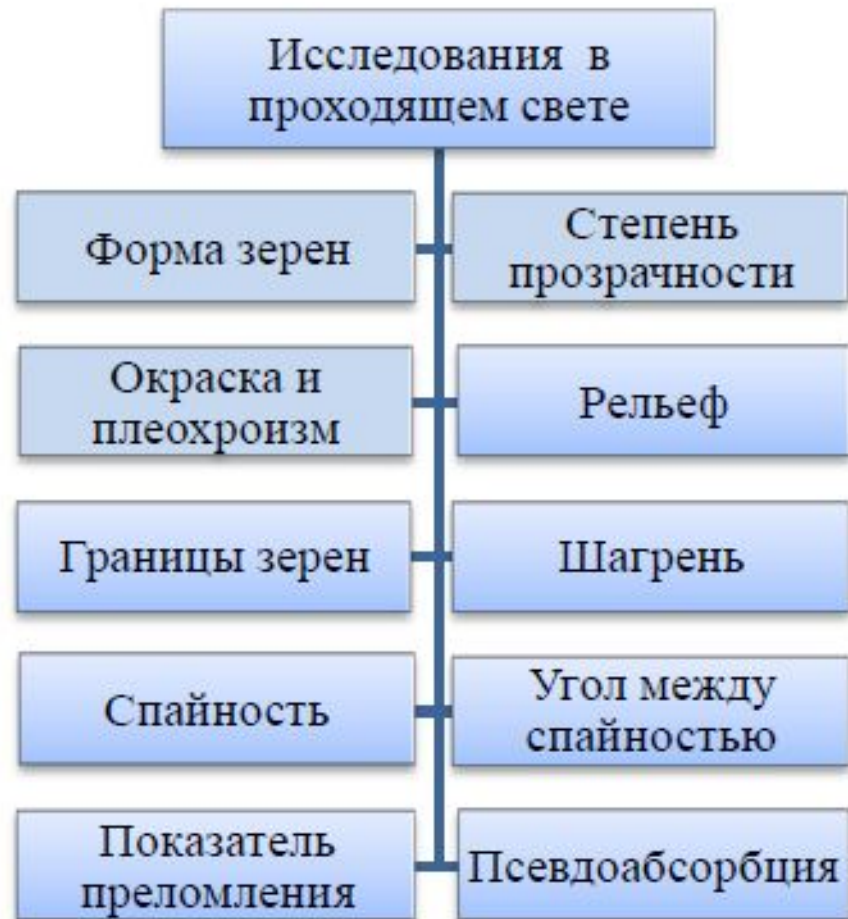 Исследования в
проходящем свете
Форма зерен
Степень
прозрачности
Окраска и
плеохроизм
Рельеф
Границы зерен
Шагрень
Спайность
Угол между
спайностью
Показатель
преломления
Псевдоабсорбция